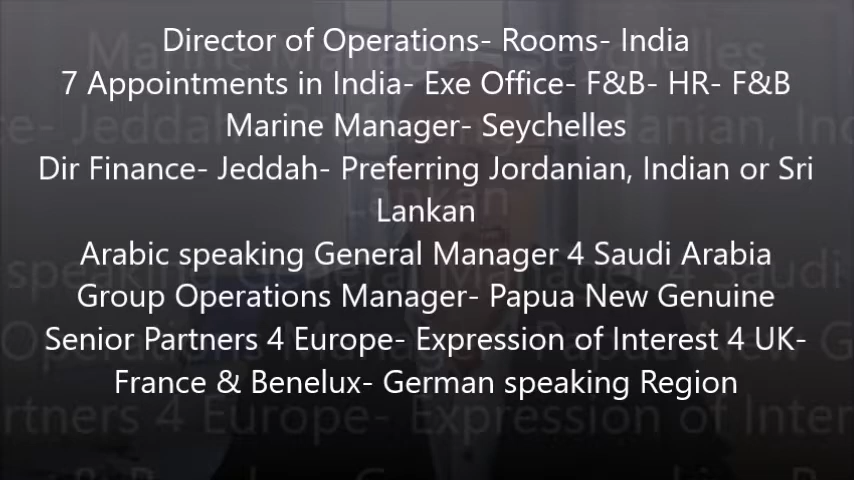 Director of Operations- Rooms- India
7 Appointments in India- Exe Office- F&B- HR- F&B
Marine Manager- Seychelles
Dir Finance- Jeddah- Preferring Jordanian, Indian or Sri
Lankan
Arabic speaking General Manager 4 Saudi Arabia
Group Operations Manager- Papua New Genuine
Senior Partners 4 Europe- Expression of Interest 4 UK-
France & Benelux- German speaking Region